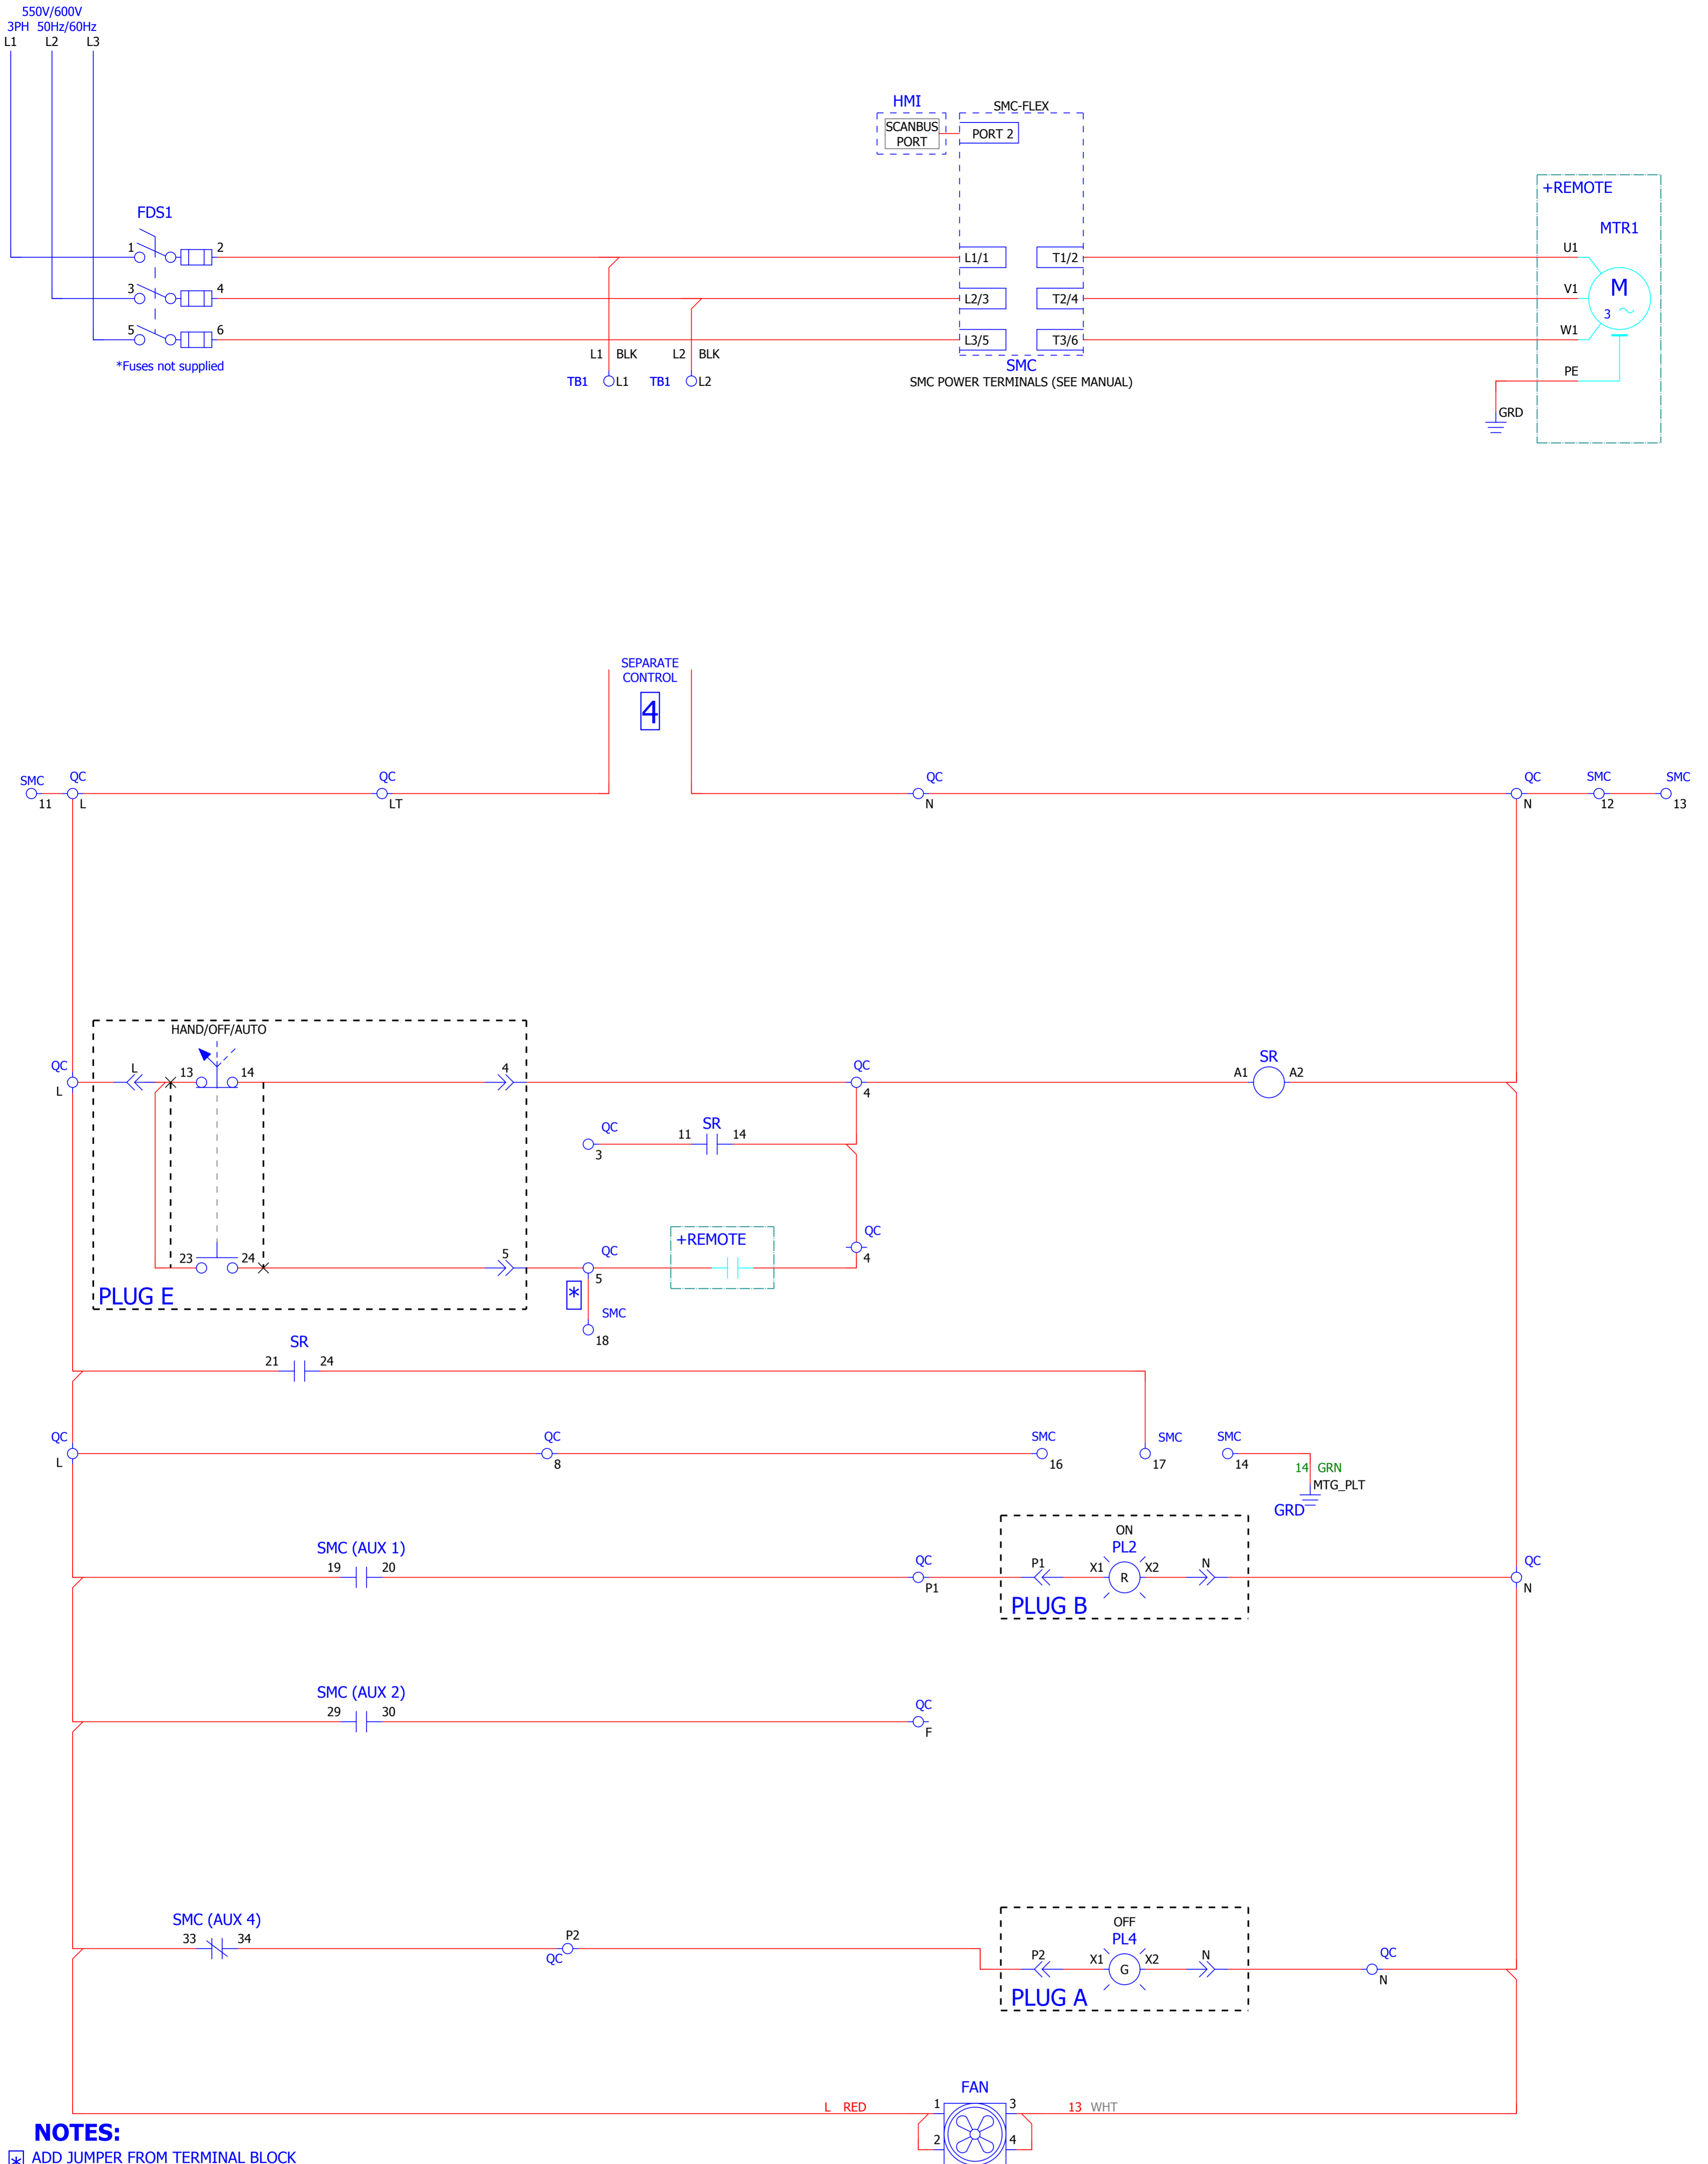 550V/600V
3PH 50Hz/60Hz
L1 L2 L3
HMI
SMC-FLEX
SCANBUS
PORT
PORT 2
+REMOTE
MTR1
FDS1
1 2
L1/1 T1/2
U1
3 4
L2/3 T2/4
V1
M
3
5 6
L3/5 T3/6
W1
*Fuses not supplied
L1 BLK L2 BLK
SMC
PE
TB1 L1 TB1 L2
SMC POWER TERMINALS (SEE MANUAL)
GRD
SEPARATE
CONTROL
4
SMC QC QC QC QC SMC SMC
11 L LT N N 12 13
HAND/OFF/AUTO
QC L 13 14 4 QC SR
A1 A2
L 4
QC 11 SR 14
3
+REMOTE QC
4
23 24 5 QC
5
PLUG E
*
SMC
18
SR
21 24
QC QC SMC SMC SMC
L 8 16 17 14
14 GRN
MTG_PLT
GRD
ON
SMC (AUX 1) PL2
19 20 QC P1 X1 R X2 N QC
P1 N
PLUG B
SMC (AUX 2)
29 30 QC
F
OFF
SMC (AUX 4) PL4
33 34 P2
QC
P2 X1 G X2 N QC
N
PLUG A
FAN
L RED 1 3 13 WHT
2 4
NOTES:
* ADD JUMPER FROM TERMINAL BLOCK